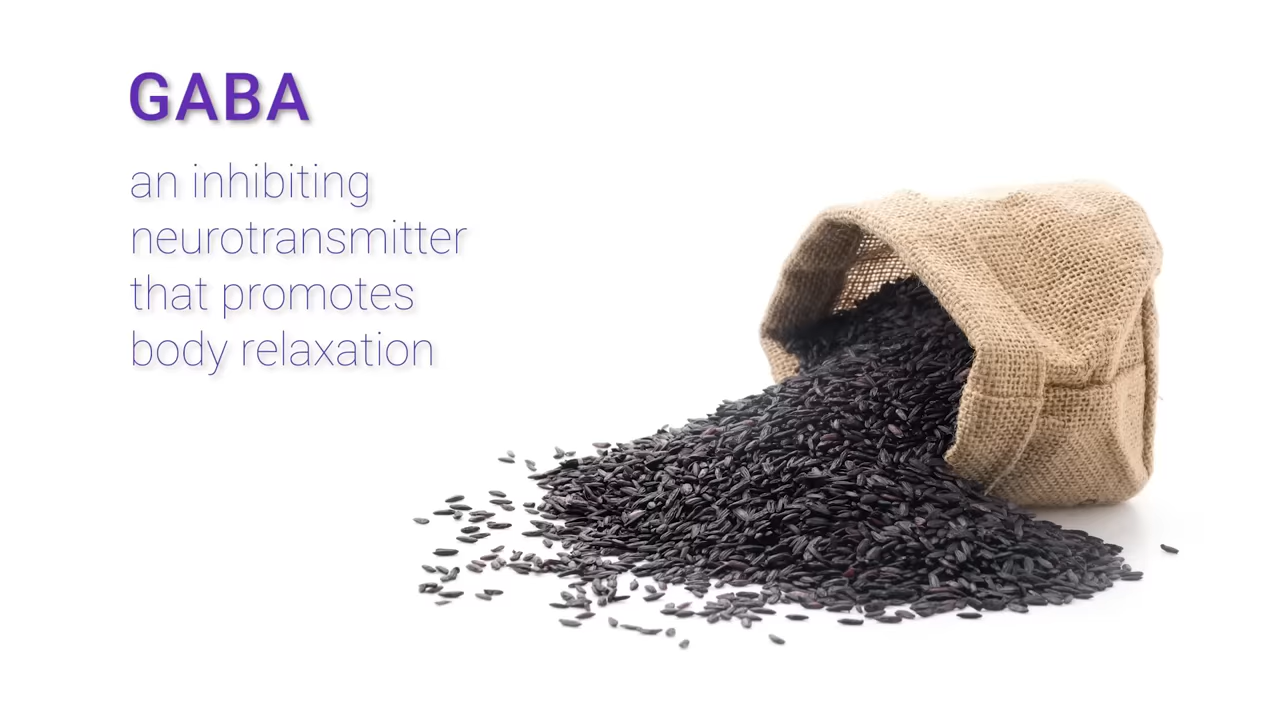 GABA
an inhibiting
neurotransmitter
that promotes
body relaxation